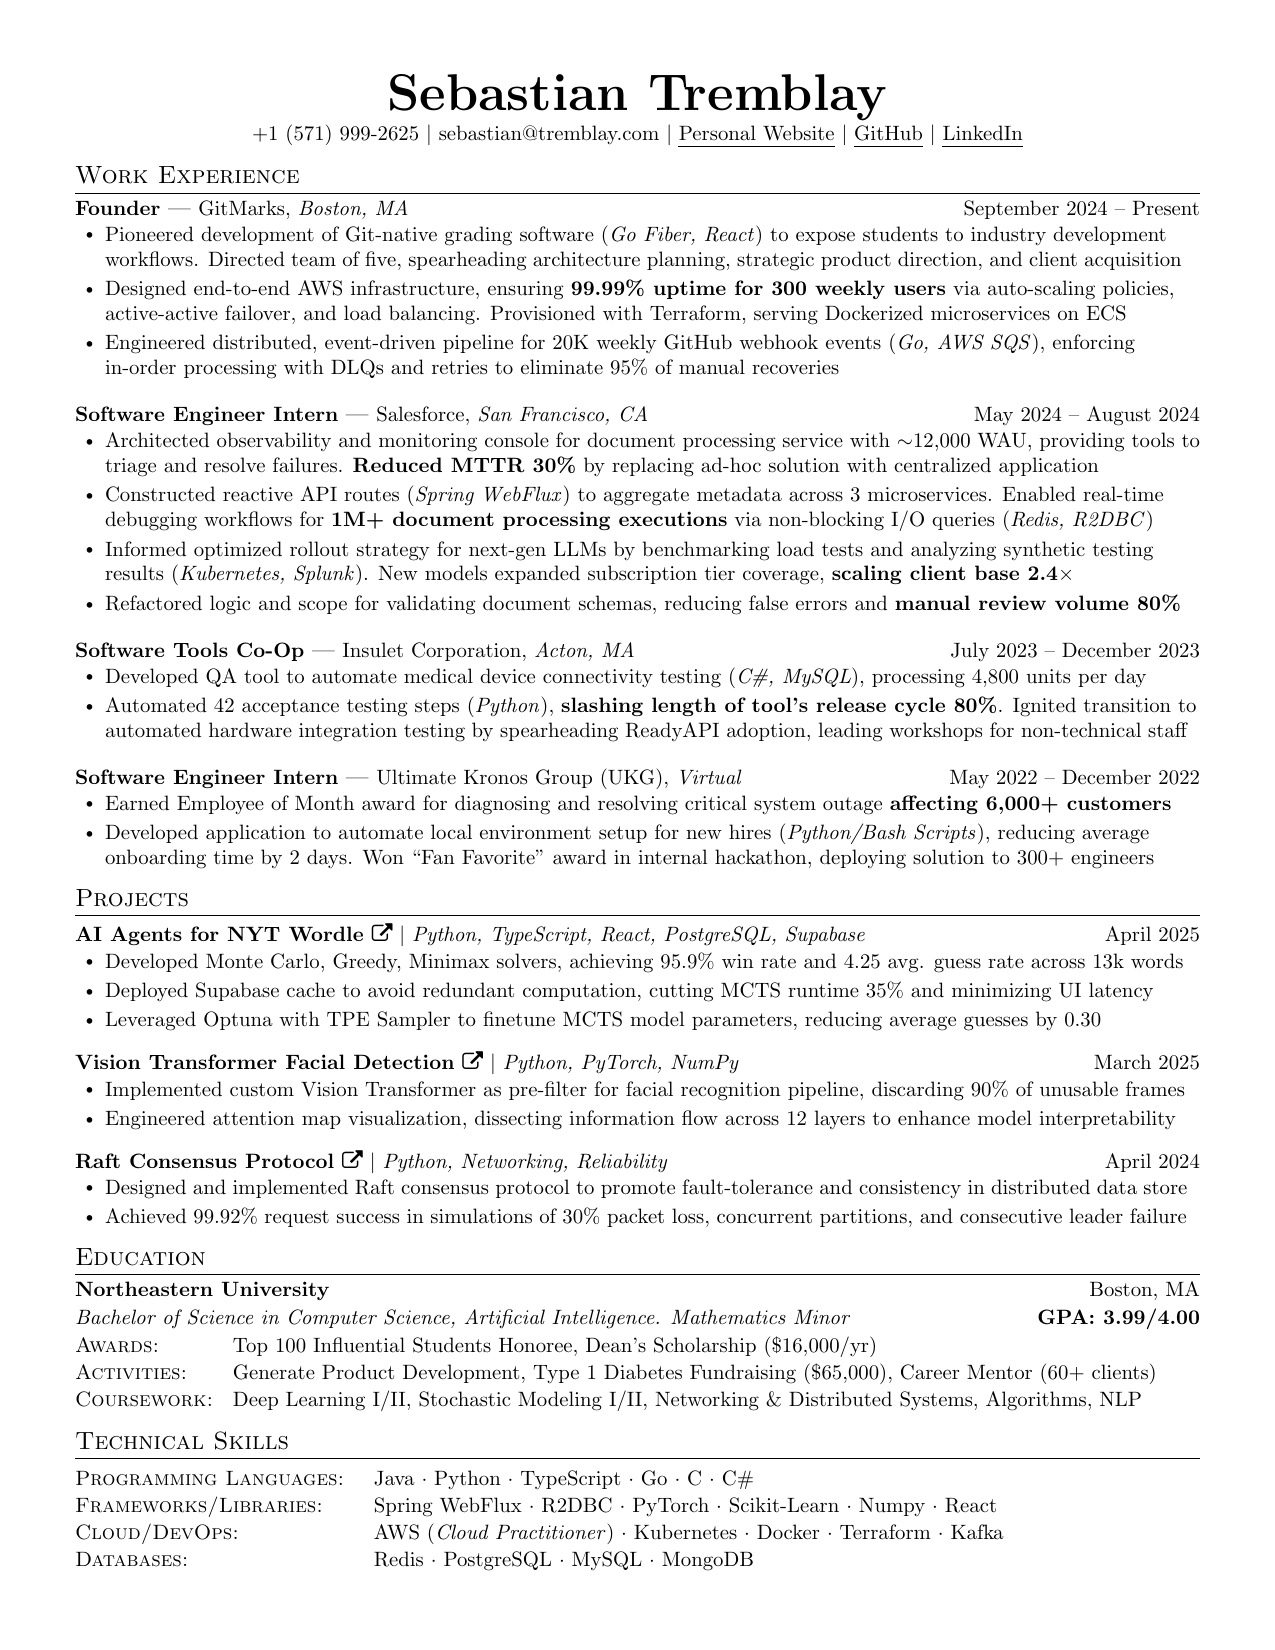 Sebastian Tremblay
+1 (571) 999-2625 | sebastian@tremblay.com | Personal Website | GitHub | LinkedIn
Work Experience
Founder — GitMarks, Boston, MA September 2024 – Present
• Pioneered development of Git-native grading software (Go Fiber, React) to expose students to industry development
workflows. Directed team of five, spearheading architecture planning, strategic product direction, and client acquisition
• Designed end-to-end AWS infrastructure, ensuring 99.99% uptime for 300 weekly users via auto-scaling policies,
active-active failover, and load balancing. Provisioned with Terraform, serving Dockerized microservices on ECS
• Engineered distributed, event-driven pipeline for 20K weekly GitHub webhook events (Go, AWS SQS), enforcing
in-order processing with DLQs and retries to eliminate 95% of manual recoveries
Software Engineer Intern — Salesforce, San Francisco, CA May 2024 – August 2024
• Architected observability and monitoring console for document processing service with ~12,000 WAU, providing tools to
triage and resolve failures. Reduced MTTR 30% by replacing ad-hoc solution with centralized application
• Constructed reactive API routes (Spring WebFlux) to aggregate metadata across 3 microservices. Enabled real-time
debugging workflows for 1M+ document processing executions via non-blocking I/O queries (Redis, R2DBC)
• Informed optimized rollout strategy for next-gen LLMs by benchmarking load tests and analyzing synthetic testing
results (Kubernetes, Splunk). New models expanded subscription tier coverage, scaling client base 2.4×
• Refactored logic and scope for validating document schemas, reducing false errors and manual review volume 80%
Software Tools Co-Op — Insulet Corporation, Acton, MA July 2023 – December 2023
• Developed QA tool to automate medical device connectivity testing (C#, MySQL), processing 4,800 units per day
• Automated 42 acceptance testing steps (Python), slashing length of tool's release cycle 80%. Ignited transition to
automated hardware integration testing by spearheading ReadyAPI adoption, leading workshops for non-technical staff
Software Engineer Intern — Ultimate Kronos Group (UKG), Virtual May 2022 – December 2022
• Earned Employee of Month award for diagnosing and resolving critical system outage affecting 6,000+ customers
• Developed application to automate local environment setup for new hires (Python/Bash Scripts), reducing average
onboarding time by 2 days. Won “Fan Favorite” award in internal hackathon, deploying solution to 300+ engineers
Projects
AI Agents for NYT Wordle | Python, TypeScript, React, PostgreSQL, Supabase April 2025
• Developed Monte Carlo, Greedy, Minimax solvers, achieving 95.9% win rate and 4.25 avg. guess rate across 13k words
• Deployed Supabase cache to avoid redundant computation, cutting MCTS runtime 35% and minimizing UI latency
• Leveraged Optuna with TPE Sampler to finetune MCTS model parameters, reducing average guesses by 0.30
Vision Transformer Facial Detection | Python, PyTorch, NumPy March 2025
• Implemented custom Vision Transformer as pre-filter for facial recognition pipeline, discarding 90% of unusable frames
• Engineered attention map visualization, dissecting information flow across 12 layers to enhance model interpretability
Raft Consensus Protocol | Python, Networking, Reliability April 2024
• Designed and implemented Raft consensus protocol to promote fault-tolerance and consistency in distributed data store
• Achieved 99.92% request success in simulations of 30% packet loss, concurrent partitions, and consecutive leader failure
Education
Northeastern University Boston, MA
Bachelor of Science in Computer Science, Artificial Intelligence. Mathematics Minor GPA: 3.99/4.00
Awards: Top 100 Influential Students Honoree, Dean's Scholarship ($16,000/yr)
Activities: Generate Product Development, Type 1 Diabetes Fundraising ($65,000), Career Mentor (60+ clients)
Coursework: Deep Learning I/II, Stochastic Modeling I/II, Networking & Distributed Systems, Algorithms, NLP
Technical Skills
Programming Languages: Java · Python · TypeScript · Go · C · C#
Frameworks/Libraries: Spring WebFlux · R2DBC · PyTorch · Scikit-Learn · Numpy · React
Cloud/DevOps: AWS (Cloud Practitioner) · Kubernetes · Docker · Terraform · Kafka
Databases: Redis · PostgreSQL · MySQL · MongoDB